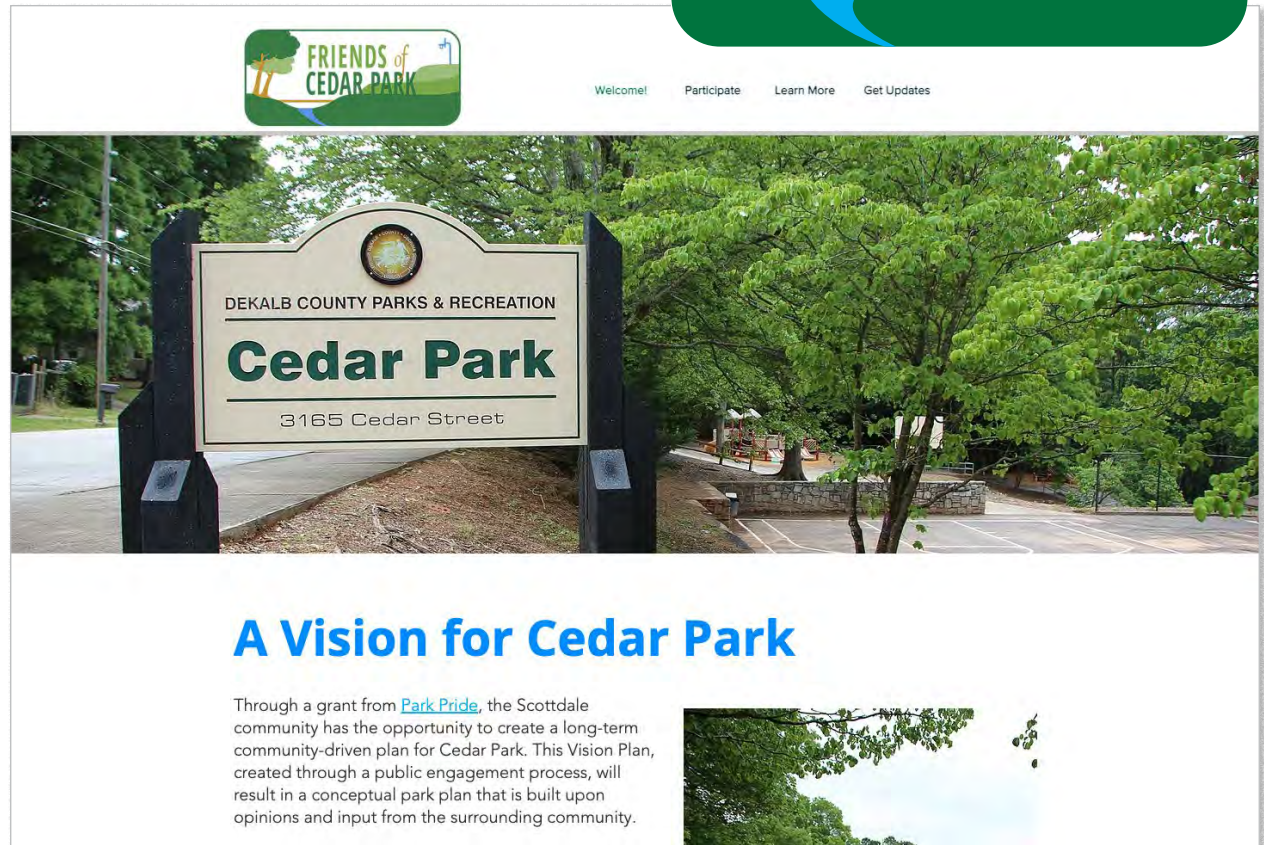 FRIENDS of
CEDAR PARK
Welcome!
Participate
Learn More
Get Updates
DEKALB COUNTY PARKS & RECREATION
Cedar Park
3165 Cedar Street
A Vision for Cedar Park
Through a grant from Park Pride, the Scottdale
community has the opportunity to create a long-term
community-driven plan for Cedar Park. This Vision Plan,
created through a public engagement process, will
result in a conceptual park plan that is built upon
opinions and input from the surrounding community.